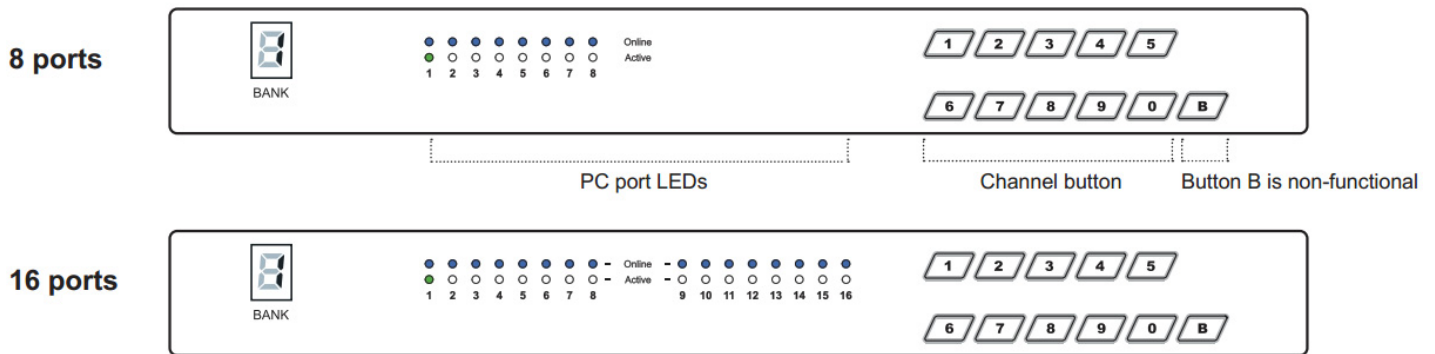 8 ports
BANK
Online
Active
1 2 3 4 5 6 7 8
1 2 3 4 5
6 7 8 9 0 B
PC port LEDs
Channel button
Button B is non-functional
16 ports
BANK
Online
Active
1 2 3 4 5 6 7 8 9 10 11 12 13 14 15 16
1 2 3 4 5
6 7 8 9 0 B